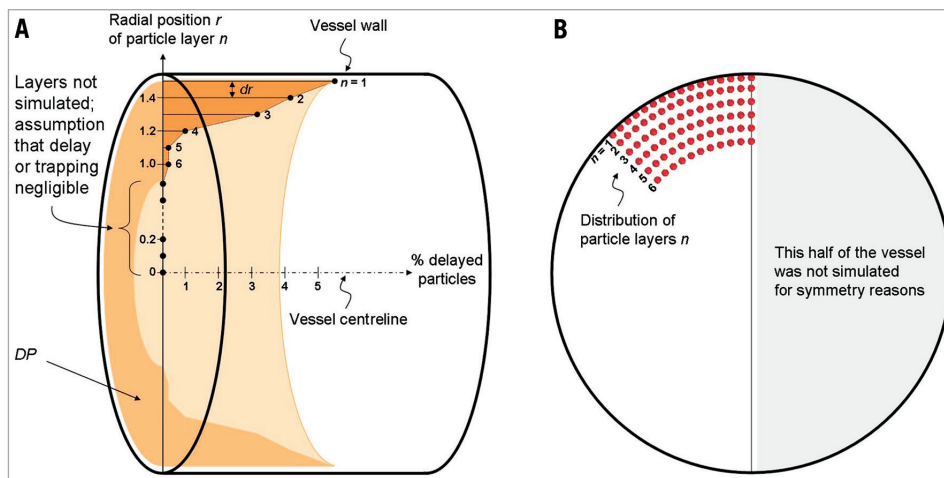 A
Radial position r
of particle layer n
Vessel wall
Layers not
simulated;
assumption
that delay
or trapping
negligible
dr
n = 1
1.4
2
3
1.2
4
5
1.0
6
0.2
0
% delayed
particles
1 2 3 4 5
Vessel centreline
DP
B
n = 1
2
3
4
5
6
Distribution of
particle layers n
This half of the vessel
was not simulated
for symmetry reasons